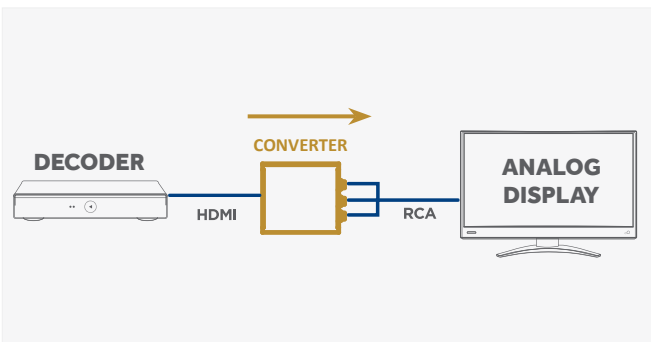 CONVERTER
DECODER
ANALOG
DISPLAY
HDMI
RCA